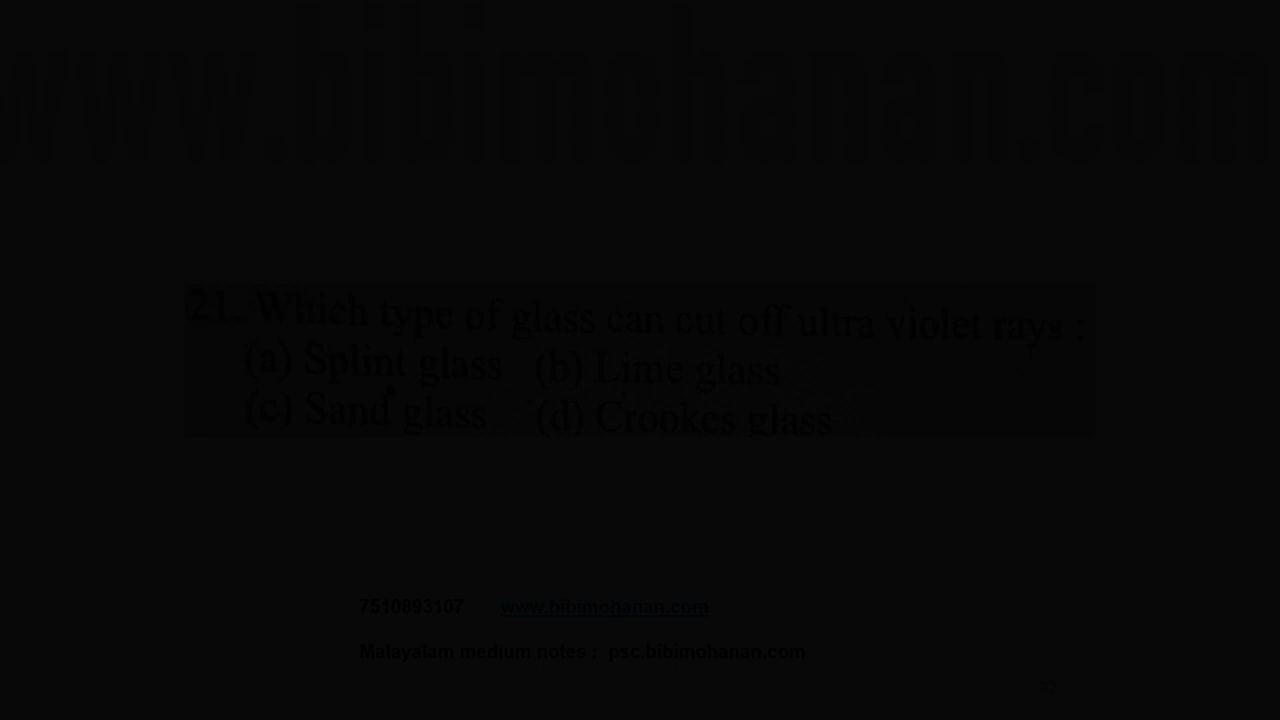 www.bibimohanan.com
21. Which type of glass can cut off ultra violet rays :
(a) Splint glass (b) Lime glass
(c) Sand glass (d) Crookes glass
7510893107 www.bibimohanan.com
Malayalam medium notes : psc.bibimohanan.com